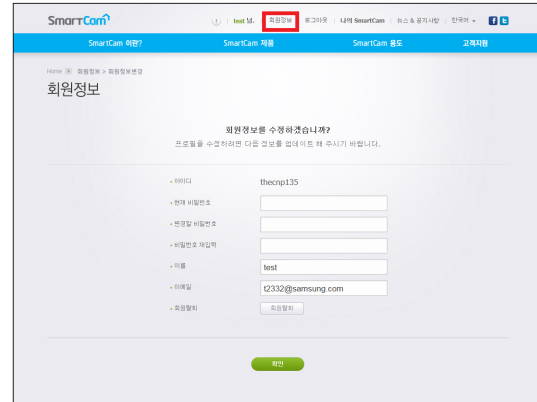 SmarTCam
test 님. 회원정보 로그아웃 나의 SmartCam 뉴스 & 공지사항 한국어
SmartCam 이란? SmartCam 제품 SmartCam 용도 고객지원
Home 회원정보 > 회원정보변경
회원정보
회원정보를 수정하겠습니까?
프로필을 수정하려면 다음 정보를 업데이트 해 주시기 바랍니다.
• 아이디 thecnp135
• 현재 비밀번호
• 변경할 비밀번호
• 비밀번호 재입력
• 이름 test
• 이메일 t2332@samsung.com
• 회원탈퇴 회원탈퇴
확인